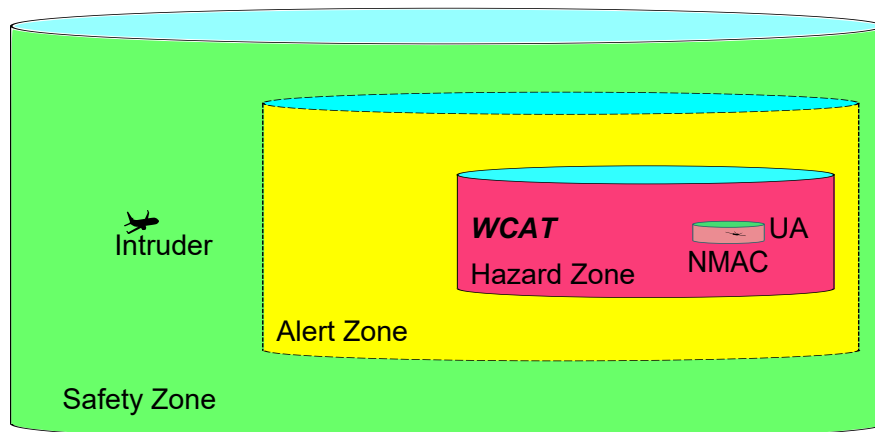 WCAT
UA
Intruder
NMAC
Hazard Zone
Alert Zone
Safety Zone